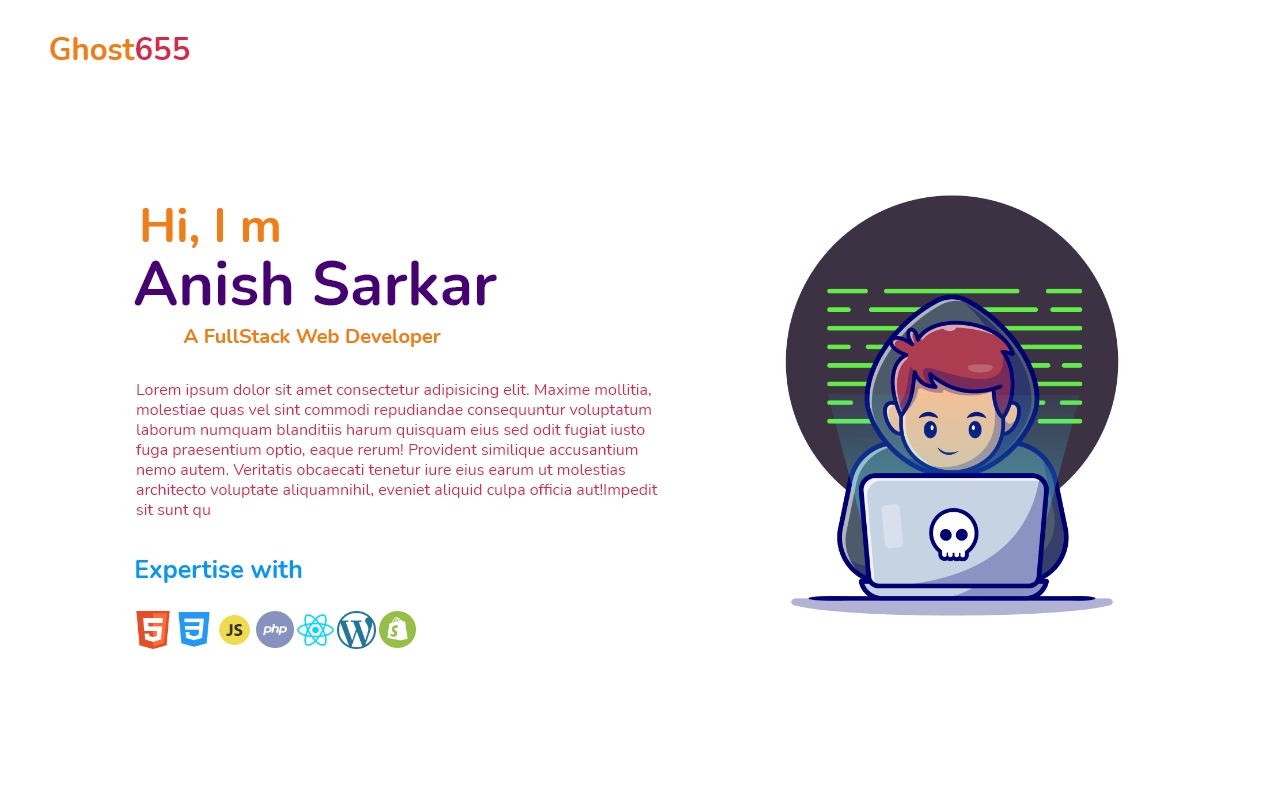 Ghost655
Hi, I m
Anish Sarkar
A FullStack Web Developer
Lorem ipsum dolor sit amet consectetur adipisicing elit. Maxime mollitia,
molestiae quas vel sint commodi repudiandae consequuntur voluptatum
laborum numquam blanditiis harum quisquam eius sed odit fugiat iusto
fuga praesentium optio, eaque rerum! Provident similique accusantium
nemo autem. Veritatis obcaecati tenetur iure eius earum ut molestias
architecto voluptate aliquamnihil, eveniet aliquid culpa officia aut!!Impedit
sit sunt qu
Expertise with
5 3 JS php W S